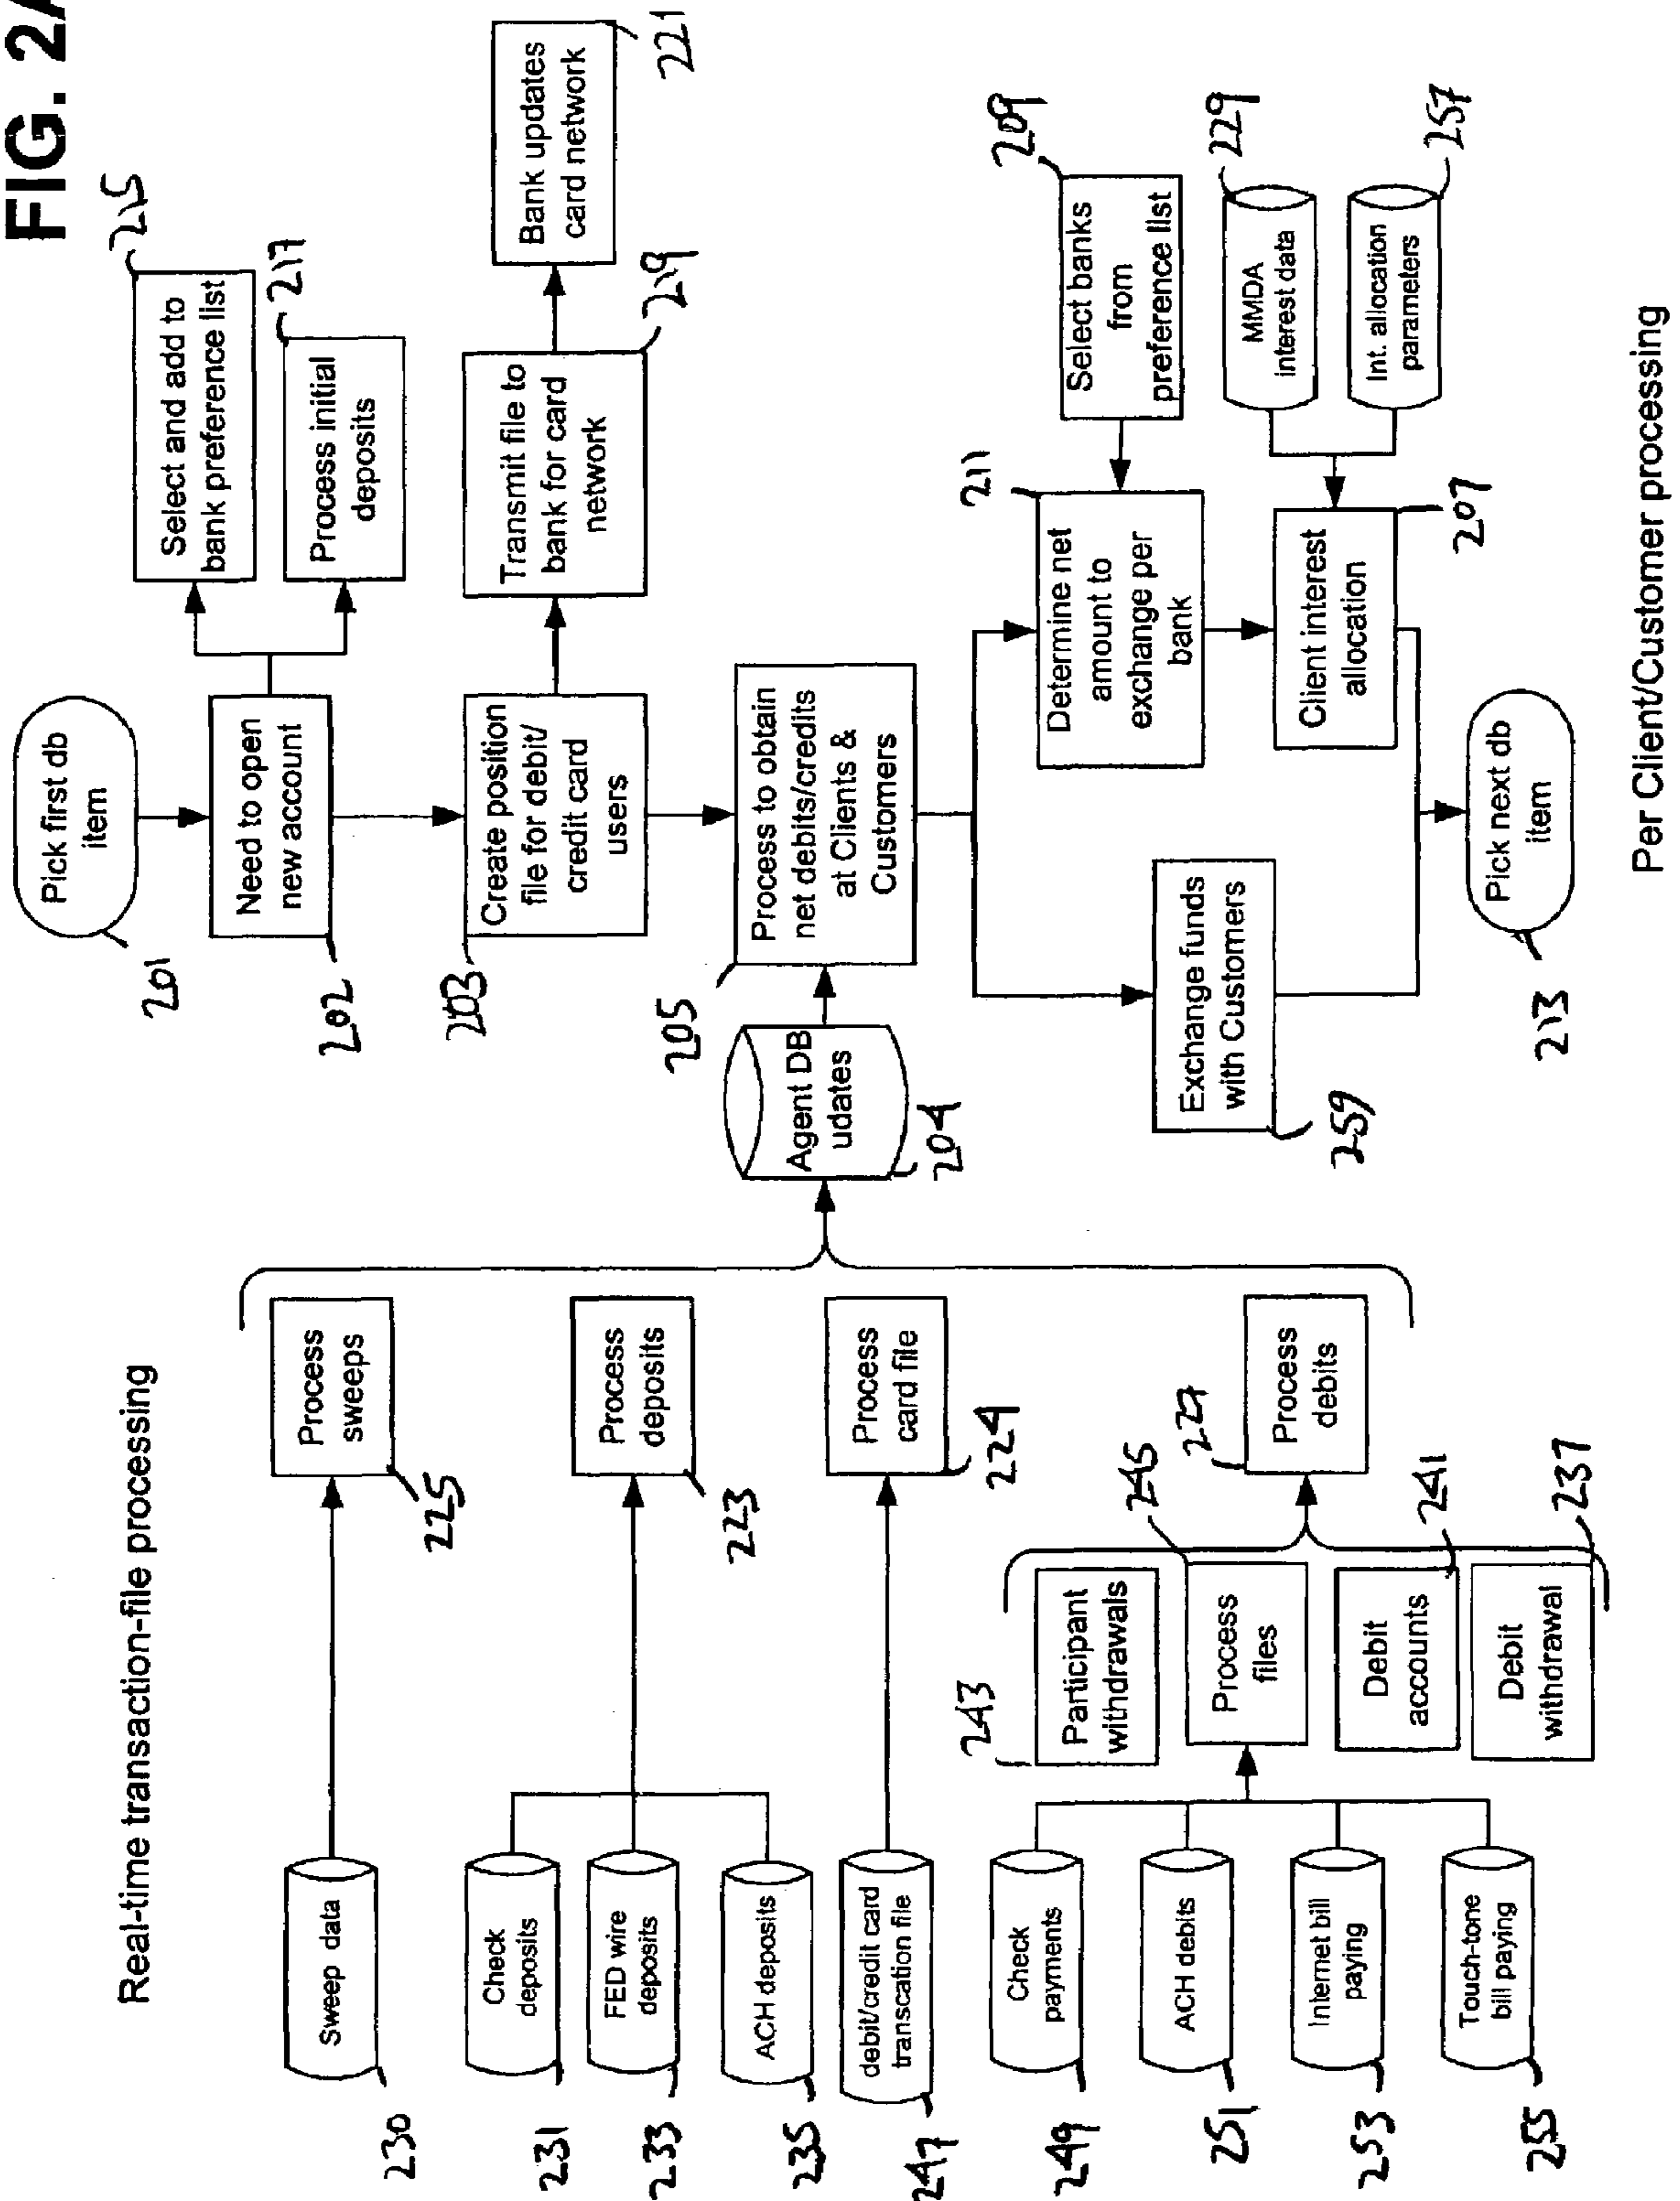 FIG. 2A
Real-time transaction-file processing
Sweep data
230
Process
sweeps
225
Check
deposits
231
FED wire
deposits
233
ACH deposits
235
Process
deposits
223
debit/credit card
transcation file
247
Process
card file
224
Check
payments
249
ACH debits
251
Internet bill
paying
253
Touch-tone
bill paying
255
243
Participant
withdrawals
245
Process
files
Debit
accounts
241
Debit
withdrawal
237
227
Process
debits
Agent DB
udates
204
Pick first db
item
201
Need to open
new account
202
Select and add to
bank preference list
215
Process initial
deposits
217
Create position
file for debit/
credit card
users
203
Transmit file to
bank for card
network
219
Bank updates
card network
221
205
Process to obtain
net debits/credits
at Clients &
Customers
Exchange funds
with Customers
259
211
Determine net
amount to
exchange per
bank
209
Select banks
from
preference list
MMDA
interest data
229
Int. allocation
parameters
257
Client interest
allocation
207
Pick next db
item
213
Per Client/Customer processing